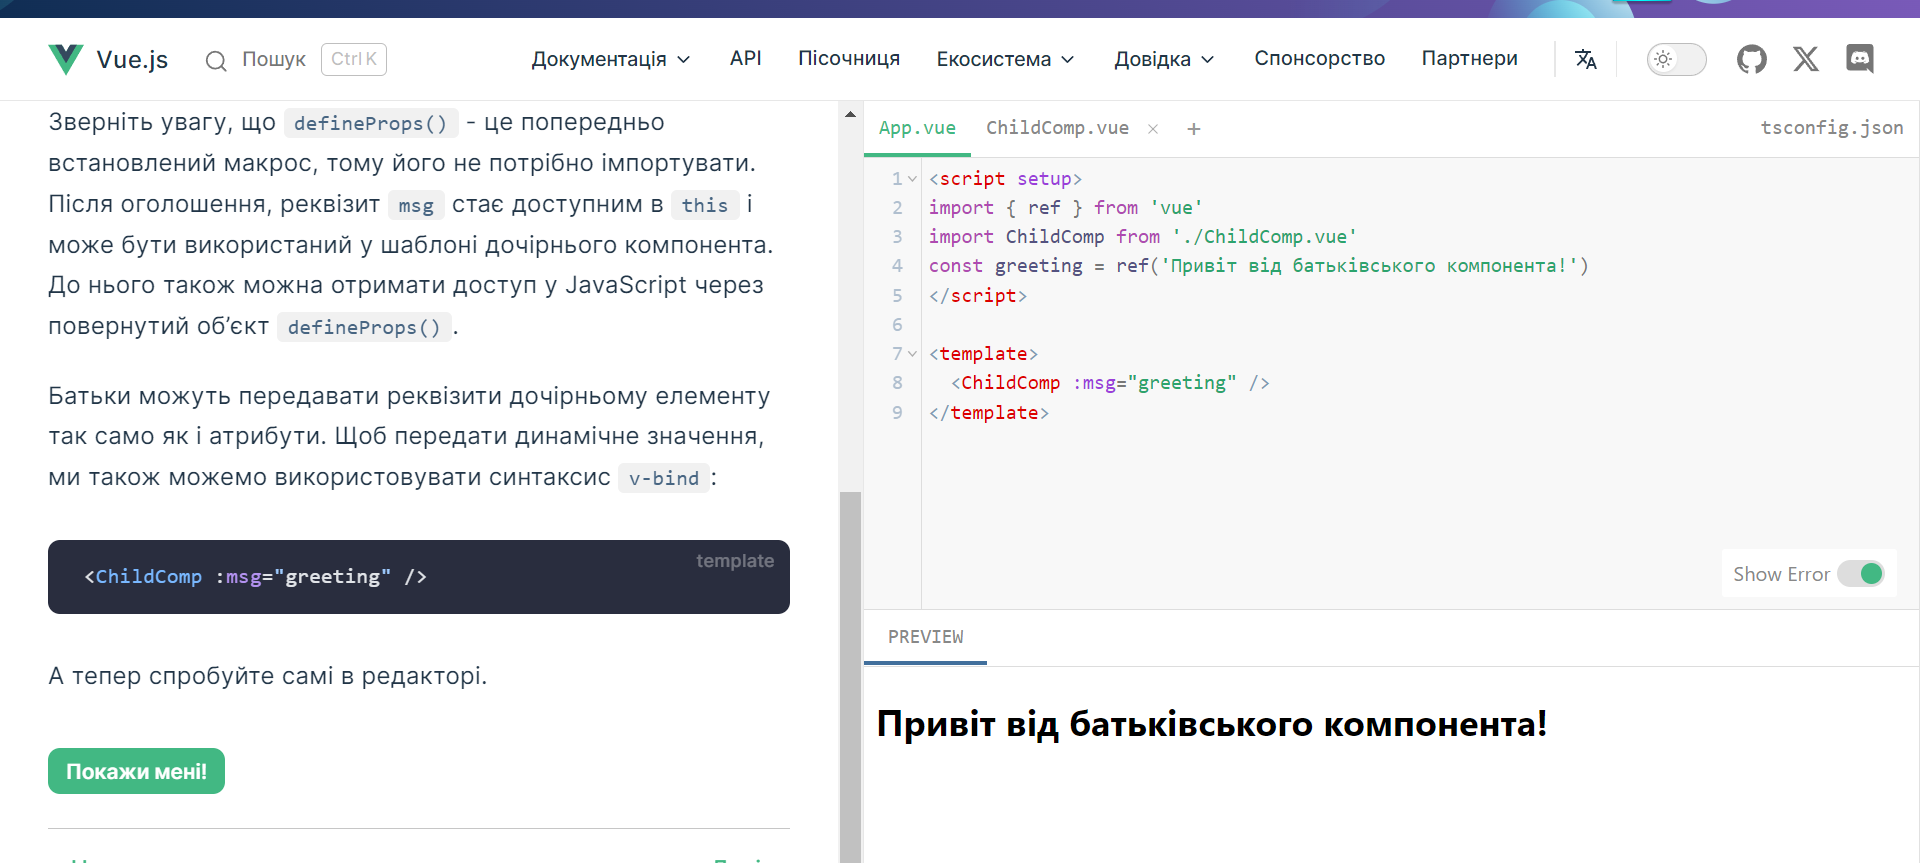 Vue.js Пошук Ctrl K Документація API Пісочниця Екосистема Довідка Спонсорство Партнери
Зверніть увагу, що defineProps() - це попередньо
встановлений макрос, тому його не потрібно імпортувати.
Після оголошення, реквізит msg стає доступним в this і
може бути використаний у шаблоні дочірнього компонента.
До нього також можна отримати доступ у JavaScript через
повернутий об’єкт defineProps().
Батьки можуть передавати реквізити дочірньому елементу
так само як і атрибути. Щоб передати динамічне значення,
ми також можемо використовувати синтаксис v-bind:
template
<ChildComp :msg="greeting" />
А тепер спробуйте самі в редакторі.
Покажи мені!
App.vue ChildComp.vue × + tsconfig.json
1 <script setup>
2 import { ref } from 'vue'
3 import ChildComp from './ChildComp.vue'
4 const greeting = ref('Привіт від батьківського компонента!')
5 </script>
6
7 <template>
8 <ChildComp :msg="greeting" />
9 </template>
Show Error
PREVIEW
Привіт від батьківського компонента!